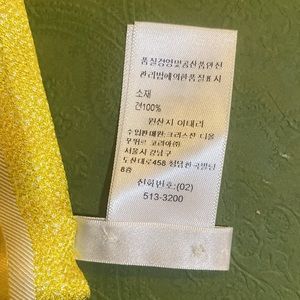 품질경영및공산품안전
관리법에의한품질표시
소재
견100%
원산지 이태리
수입판매원:크리스찬 디올
꾸뛰르 코리아㈜
서울시 강남구
도산대로458 청담전국빌딩
8층
전화번호:(02)
513-3200